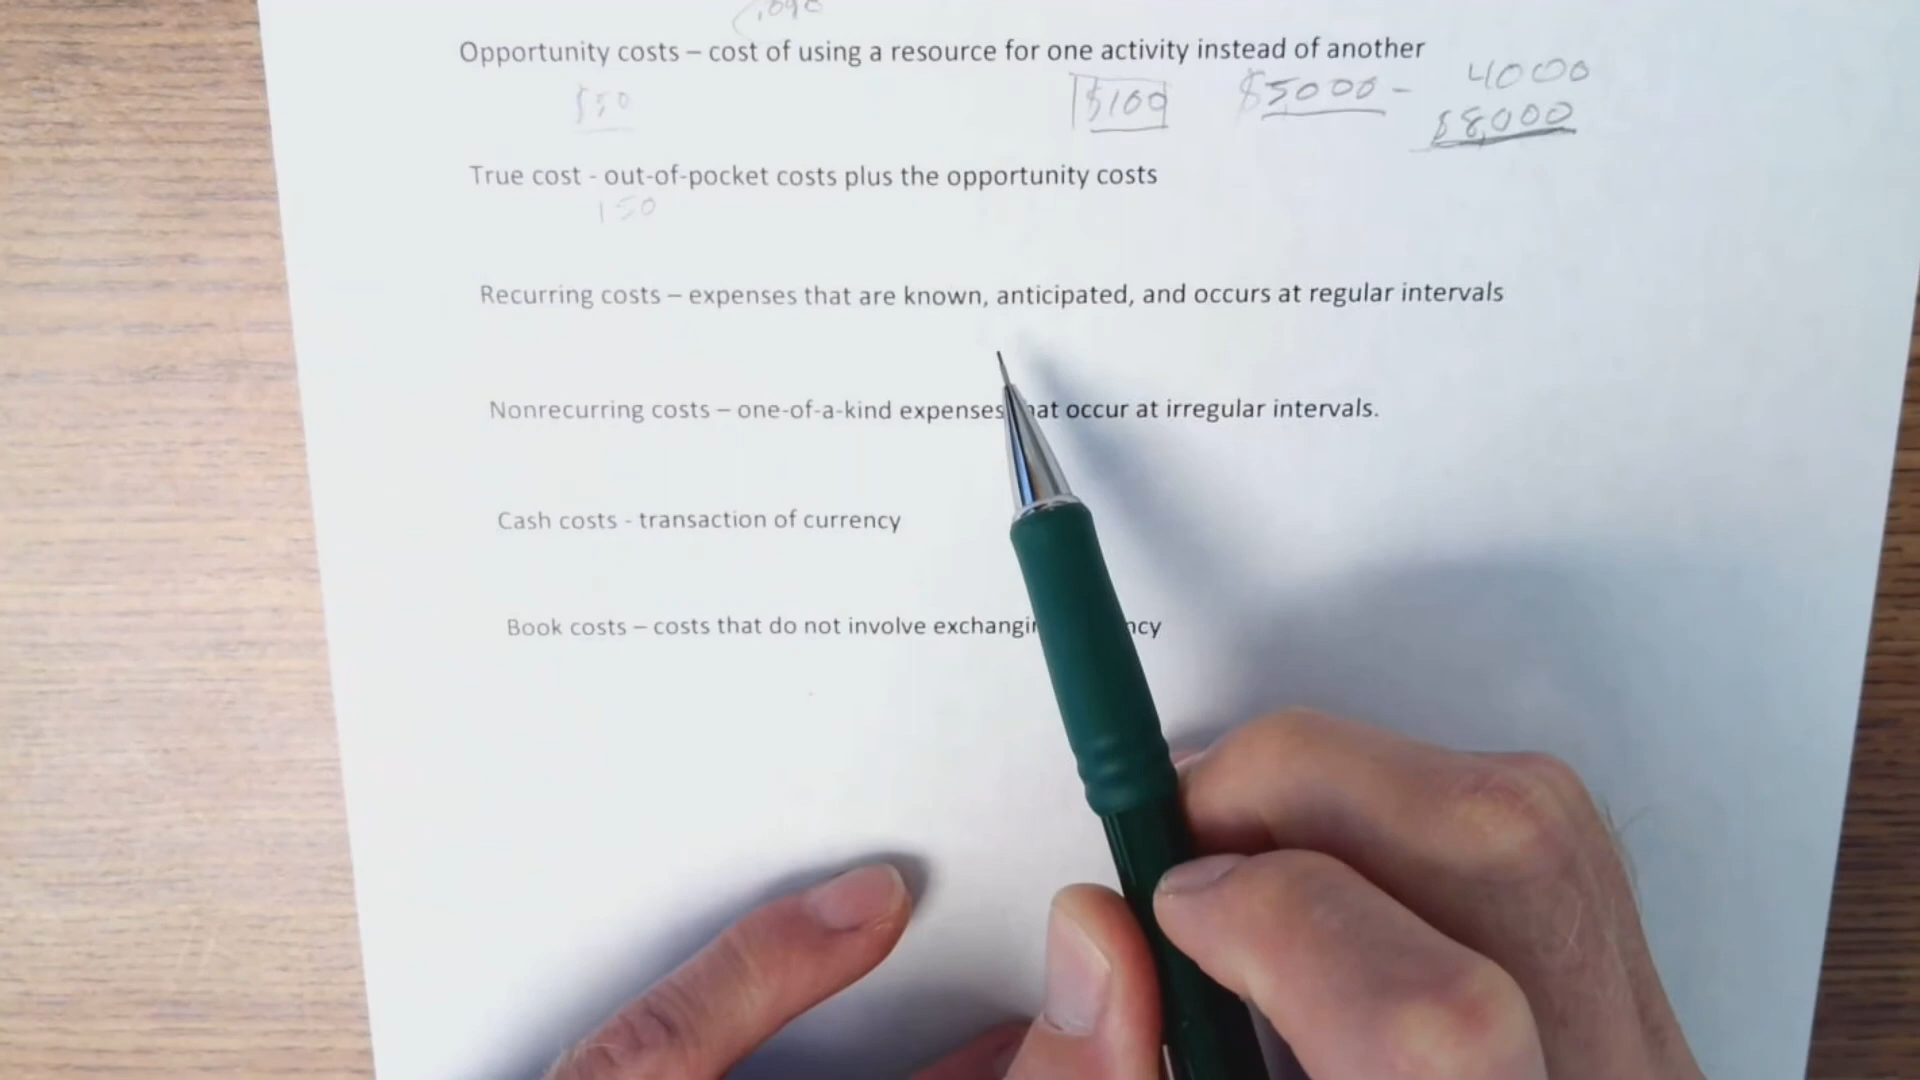 Opportunity costs – cost of using a resource for one activity instead of another
$50 $100 $5000 - 4000
$8,000
True cost - out-of-pocket costs plus the opportunity costs
150
Recurring costs – expenses that are known, anticipated, and occurs at regular intervals
Nonrecurring costs – one-of-a-kind expenses that occur at irregular intervals.
Cash costs - transaction of currency
Book costs – costs that do not involve